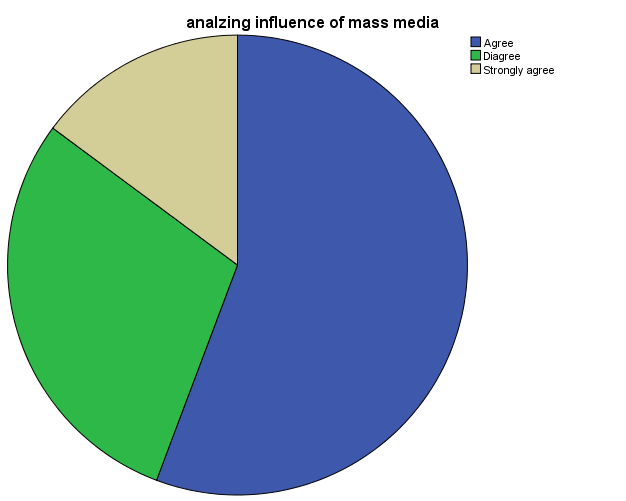 analzing influence of mass media
Agree
Diagree
Strongly agree